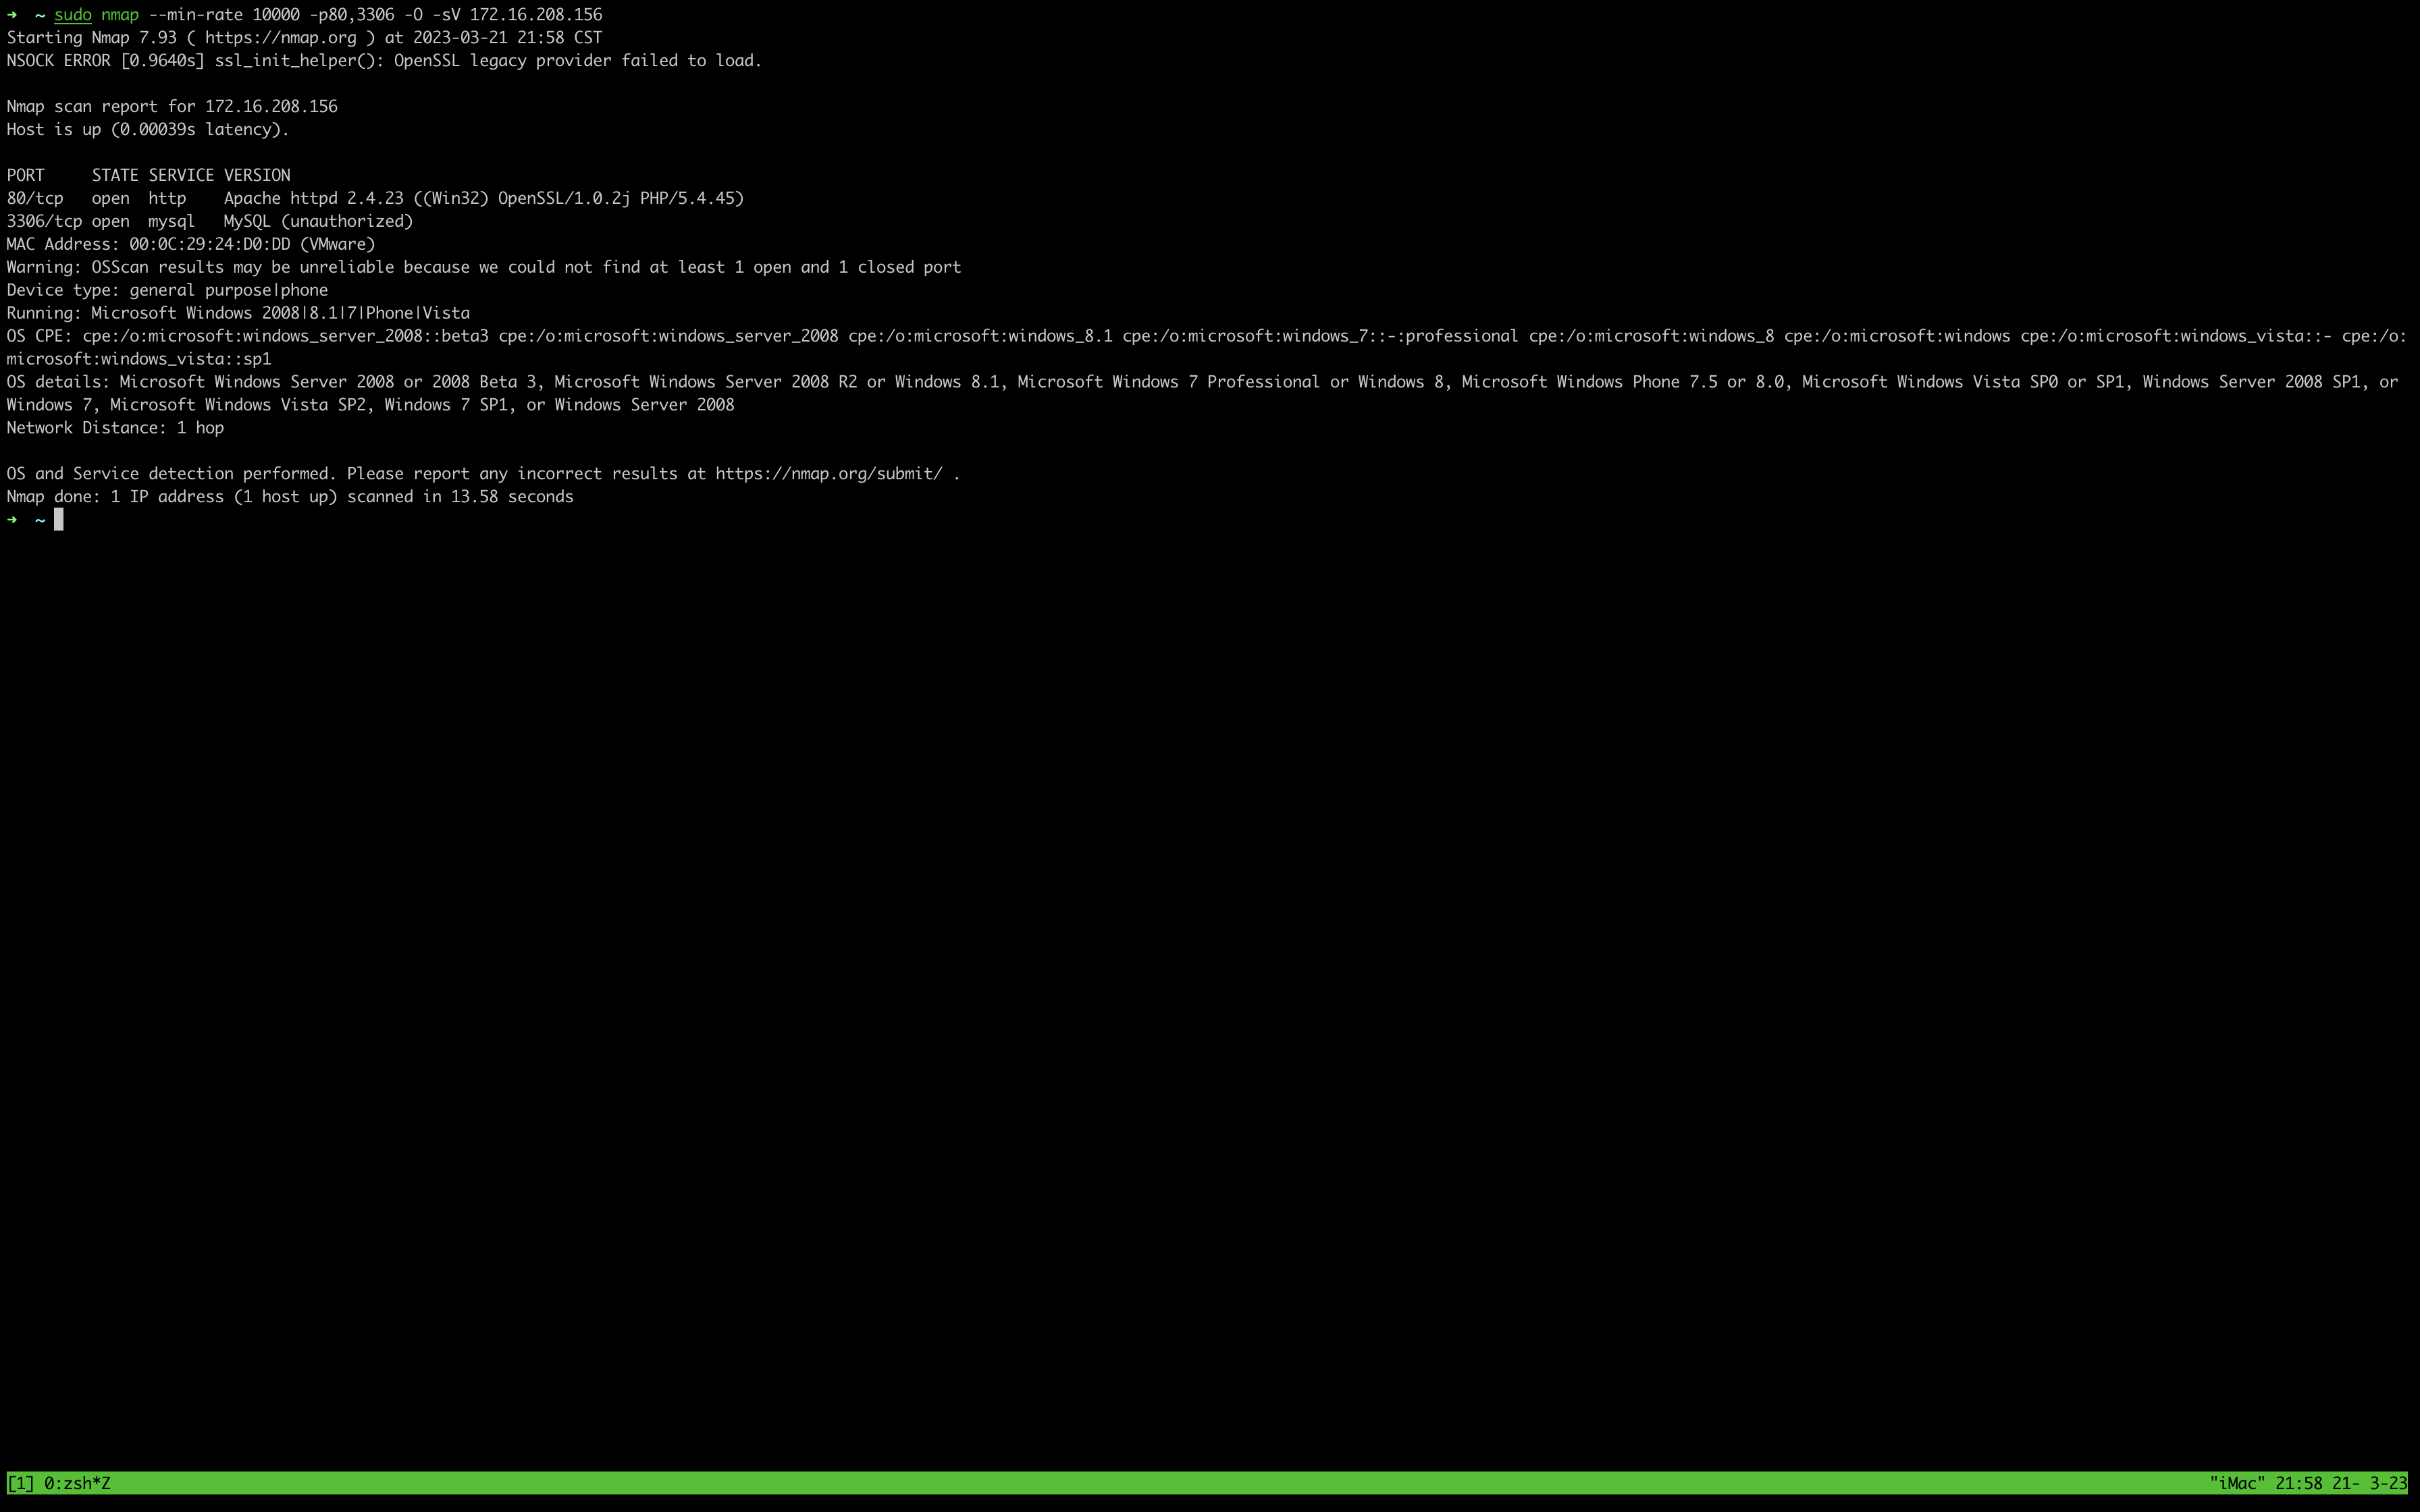 ➜  ~ sudo nmap --min-rate 10000 -p80,3306 -O -sV 172.16.208.156
Starting Nmap 7.93 ( https://nmap.org ) at 2023-03-21 21:58 CST
NSOCK ERROR [0.9640s] ssl_init_helper(): OpenSSL legacy provider failed to load.
Nmap scan report for 172.16.208.156
Host is up (0.00039s latency).
PORT     STATE SERVICE VERSION
80/tcp   open  http    Apache httpd 2.4.23 ((Win32) OpenSSL/1.0.2j PHP/5.4.45)
3306/tcp open  mysql   MySQL (unauthorized)
MAC Address: 00:0C:29:24:D0:DD (VMware)
Warning: OSScan results may be unreliable because we could not find at least 1 open and 1 closed port
Device type: general purpose|phone
Running: Microsoft Windows 2008|8.1|7|Phone|Vista
OS CPE: cpe:/o:microsoft:windows_server_2008::beta3 cpe:/o:microsoft:windows_server_2008 cpe:/o:microsoft:windows_8.1 cpe:/o:microsoft:windows_7::-:professional cpe:/o:microsoft:windows_8 cpe:/o:microsoft:windows cpe:/o:microsoft:windows_vista::- cpe:/o:
microsoft:windows_vista::sp1
OS details: Microsoft Windows Server 2008 or 2008 Beta 3, Microsoft Windows Server 2008 R2 or Windows 8.1, Microsoft Windows 7 Professional or Windows 8, Microsoft Windows Phone 7.5 or 8.0, Microsoft Windows Vista SP0 or SP1, Windows Server 2008 SP1, or
Windows 7, Microsoft Windows Vista SP2, Windows 7 SP1, or Windows Server 2008
Network Distance: 1 hop
OS and Service detection performed. Please report any incorrect results at https://nmap.org/submit/ .
Nmap done: 1 IP address (1 host up) scanned in 13.58 seconds
➜  ~
[1] 0:zsh*Z "iMac" 21:58 21- 3-23